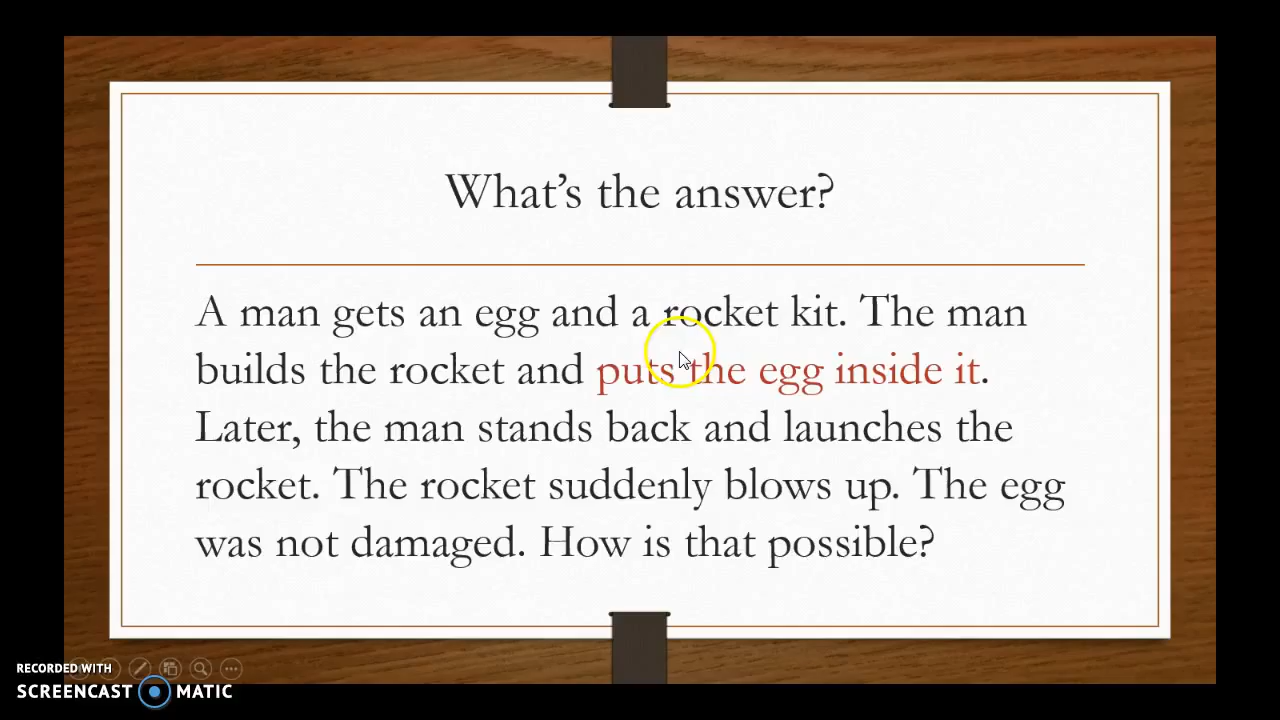 What's the answer?
A man gets an egg and a rocket kit. The man
builds the rocket and puts the egg inside it.
Later, the man stands back and launches the
rocket. The rocket suddenly blows up. The egg
was not damaged. How is that possible?
RECORDED WITH
SCREENCAST MATIC